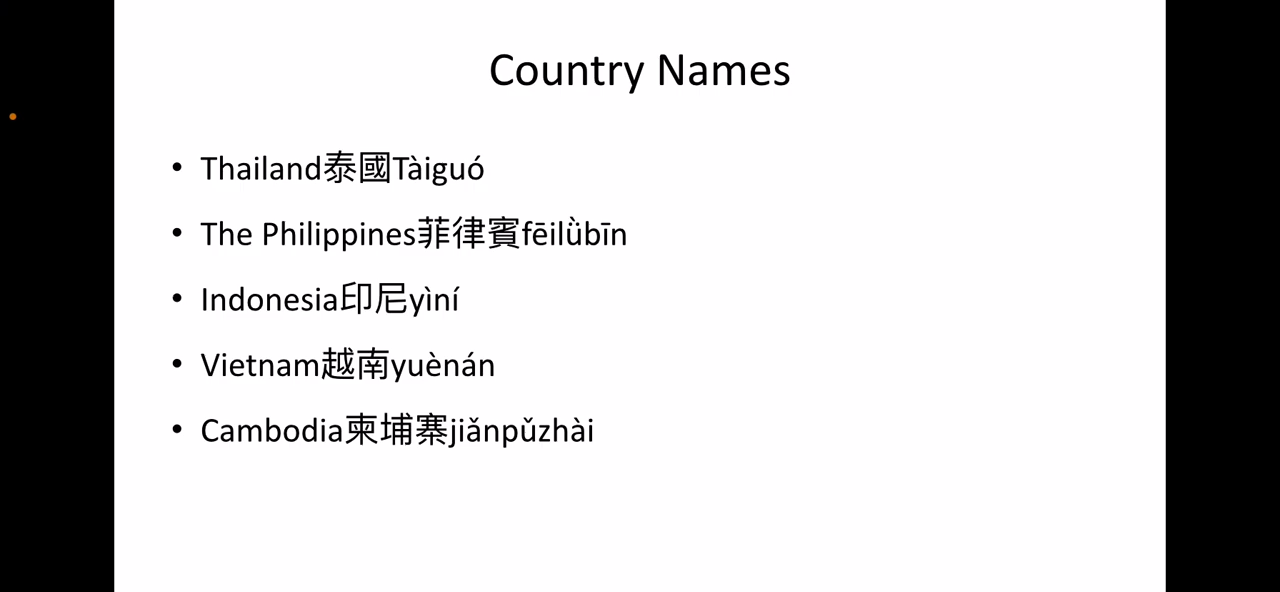 Country Names
• Thailand泰國Tàiguó
• The Philippines菲律賓fēilǜbīn
• Indonesia印尼yìní
• Vietnam越南yuènán
• Cambodia柬埔寨jiǎnpǔzhài